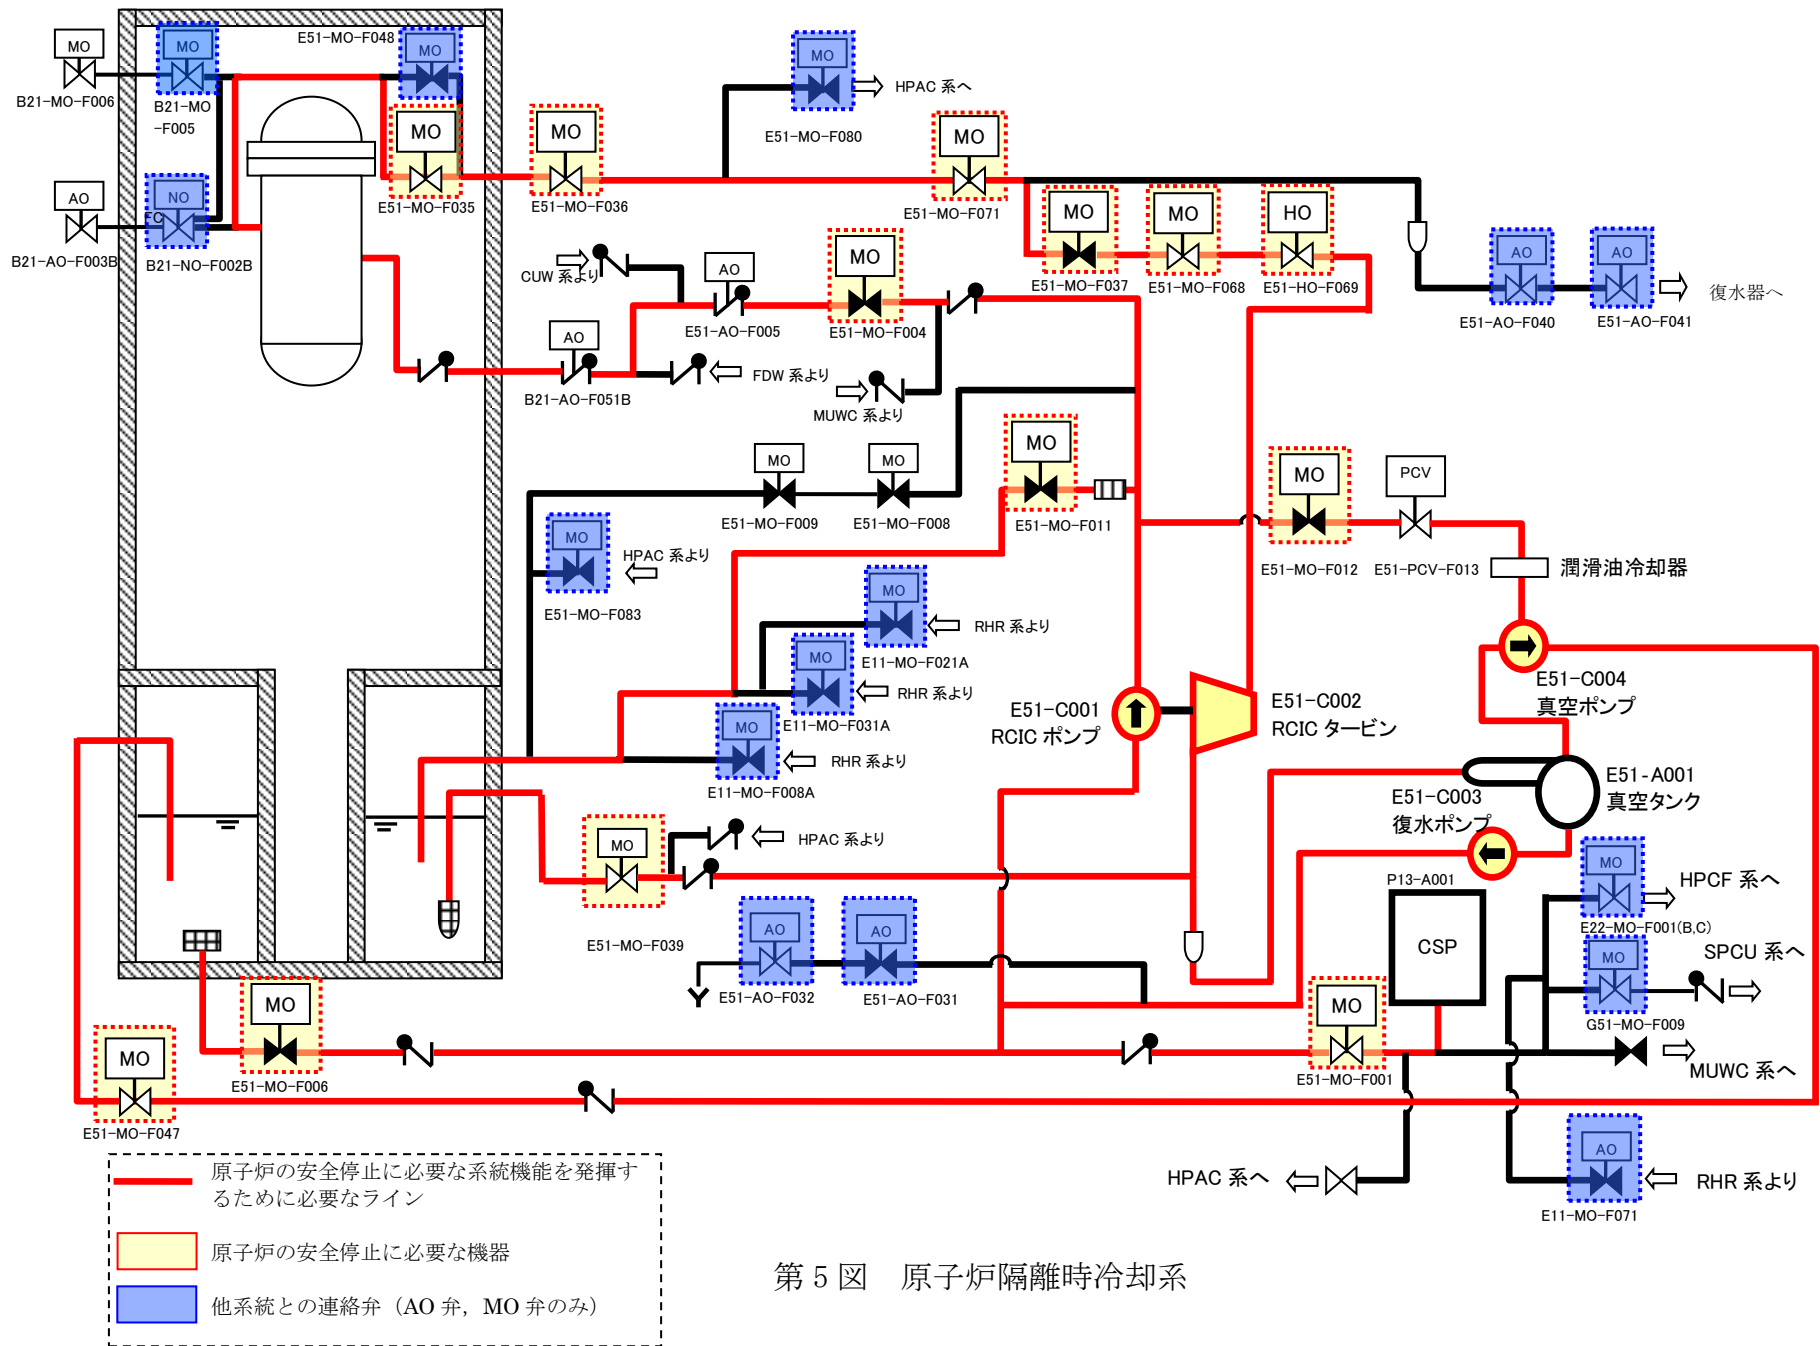 MO
B21-MO-F006
MO
B21-MO
-F005
E51-MO-F048
MO
MO
E51-MO-F035
MO
E51-MO-F036
MO
HPAC 系へ
E51-MO-F080
MO
E51-MO-F071
AO
B21-AO-F003B
NO
FC
B21-NO-F002B
MO
E51-MO-F037
MO
E51-MO-F068
HO
E51-HO-F069
AO
E51-AO-F040
AO
E51-AO-F041
復水器へ
CUW 系より
AO
E51-AO-F005
MO
E51-MO-F004
AO
B21-AO-F051B
FDW 系より
MUWC 系より
MO
E51-MO-F009
MO
E51-MO-F008
MO
E51-MO-F011
MO
E51-MO-F012
PCV
E51-PCV-F013
潤滑油冷却器
MO
HPAC 系より
E51-MO-F083
MO
RHR 系より
E11-MO-F021A
MO
RHR 系より
E11-MO-F031A
MO
RHR 系より
E11-MO-F008A
E51-C001
RCIC ポンプ
E51-C002
RCIC タービン
E51-C004
真空ポンプ
E51-A001
真空タンク
E51-C003
復水ポンプ
MO
HPAC 系より
E51-MO-F039
AO
E51-AO-F032
AO
E51-AO-F031
P13-A001
CSP
MO
HPCF 系へ
E22-MO-F001(B,C)
MO
SPCU 系へ
G51-MO-F009
MUWC 系へ
MO
E51-MO-F001
MO
E51-MO-F006
MO
E51-MO-F047
HPAC 系へ
AO
RHR 系より
E11-MO-F071
原子炉の安全停止に必要な系統機能を発揮す
るために必要なライン
原子炉の安全停止に必要な機器
他系統との連絡弁（AO 弁，MO 弁のみ）
第 5 図　原子炉隔離時冷却系